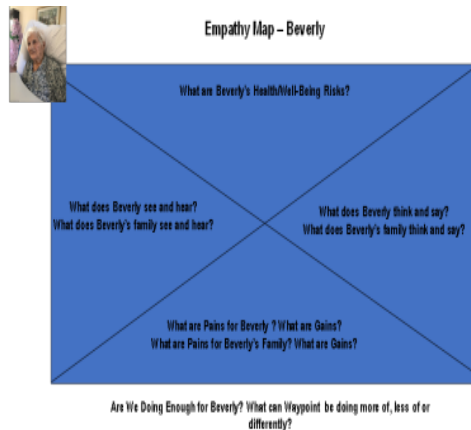 Empathy Map – Beverly
What are Beverly's Health/Well-Being Risks?
What does Beverly see and hear?
What does Beverly's family see and hear?
What does Beverly think and say?
What does Beverly's family think and say?
What are Pains for Beverly ? What are Gains?
What are Pains for Beverly's Family? What are Gains?
Are We Doing Enough for Beverly? What can Waypoint be doing more of, less of or
differently?